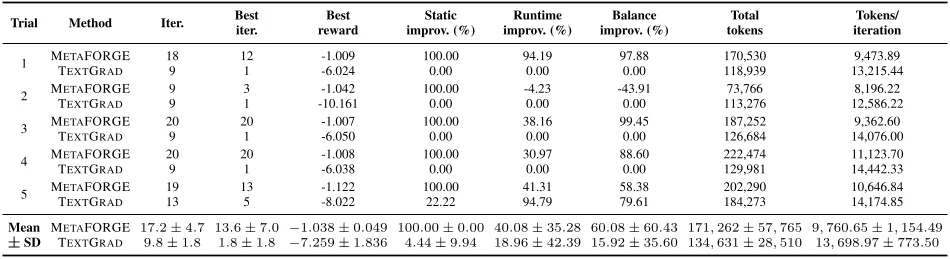 Trial Method Iter. Best iter. Best reward Static improv. (%) Runtime improv. (%) Balance improv. (%) Total tokens Tokens/ iteration
1 METAFORGE 18 12 -1.009 100.00 94.19 97.88 170,530 9,473.89
TEXTGRAD 9 1 -6.024 0.00 0.00 0.00 118,939 13,215.44
2 METAFORGE 9 3 -1.042 100.00 -4.23 -43.91 73,766 8,196.22
TEXTGRAD 9 1 -10.161 0.00 0.00 0.00 113,276 12,586.22
3 METAFORGE 20 20 -1.007 100.00 38.16 99.45 187,252 9,362.60
TEXTGRAD 9 1 -6.050 0.00 0.00 0.00 126,684 14,076.00
4 METAFORGE 20 20 -1.008 100.00 30.97 88.60 222,474 11,123.70
TEXTGRAD 9 1 -6.038 0.00 0.00 0.00 129,981 14,442.33
5 METAFORGE 19 13 -1.122 100.00 41.31 58.38 202,290 10,646.84
TEXTGRAD 13 5 -8.022 22.22 94.79 79.61 184,273 14,174.85
Mean METAFORGE 17.2 ± 4.7 13.6 ± 7.0 −1.038 ± 0.049 100.00 ± 0.00 40.08 ± 35.28 60.08 ± 60.43 171,262 ± 57,765 9,760.65 ± 1,154.49
± SD TEXTGRAD 9.8 ± 1.8 1.8 ± 1.8 −7.259 ± 1.836 4.44 ± 9.94 18.96 ± 42.39 15.92 ± 35.60 134,631 ± 28,510 13,698.97 ± 773.50